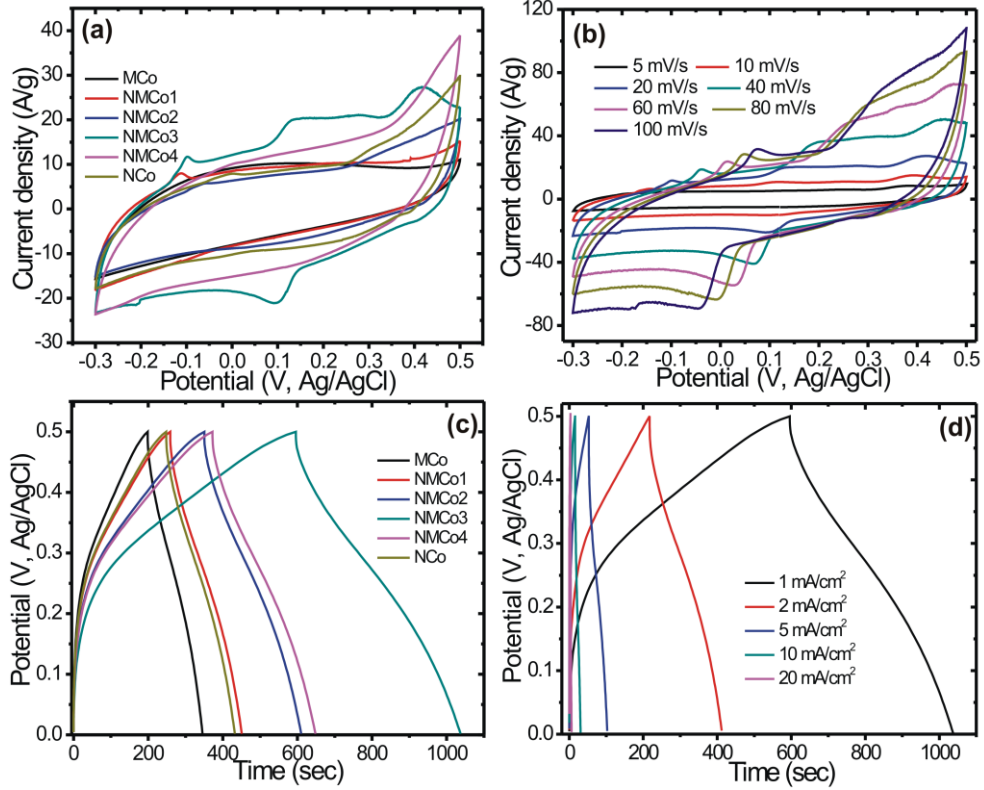 (a)
MCo
NMCo1
NMCo2
NMCo3
NMCo4
NCo
40
30
20
10
0
-10
-20
-30
Current density (A/g)
-0.3 -0.2 -0.1 0.0 0.1 0.2 0.3 0.4 0.5
Potential (V, Ag/AgCl)
(b)
5 mV/s 10 mV/s
20 mV/s 40 mV/s
60 mV/s 80 mV/s
100 mV/s
120
80
40
0
-40
-80
Current density (A/g)
-0.3 -0.2 -0.1 0.0 0.1 0.2 0.3 0.4 0.5
Potential (V, Ag/AgCl)
(c)
MCo
NMCo1
NMCo2
NMCo3
NMCo4
NCo
0.5
0.4
0.3
0.2
0.1
0.0
Potential (V, Ag/AgCl)
0 200 400 600 800 1000
Time (sec)
(d)
1 mA/cm²
2 mA/cm²
5 mA/cm²
10 mA/cm²
20 mA/cm²
0.5
0.4
0.3
0.2
0.1
0.0
Potential (V, Ag/AgCl)
0 200 400 600 800 1000
Time (sec)